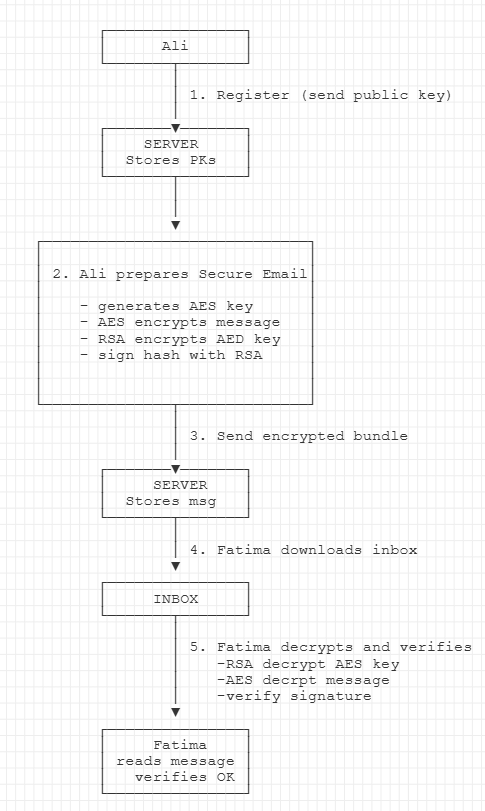 Ali
1. Register (send public key)
SERVER
Stores PKs
2. Ali prepares Secure Email
- generates AES key
- AES encrypts message
- RSA encrypts AED key
- sign hash with RSA
3. Send encrypted bundle
SERVER
Stores msg
4. Fatima downloads inbox
INBOX
5. Fatima decrypts and verifies
-RSA decrypt AES key
-AES decrpt message
-verify signature
Fatima
reads message
verifies OK